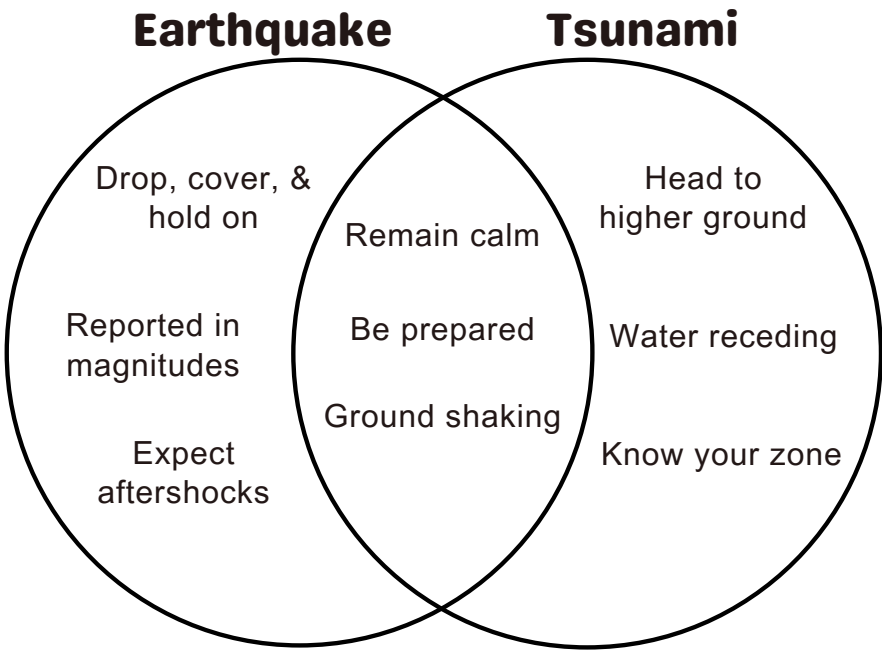 Earthquake
Tsunami
Drop, cover, &
hold on
Reported in
magnitudes
Expect
aftershocks
Remain calm
Be prepared
Ground shaking
Head to
higher ground
Water receding
Know your zone